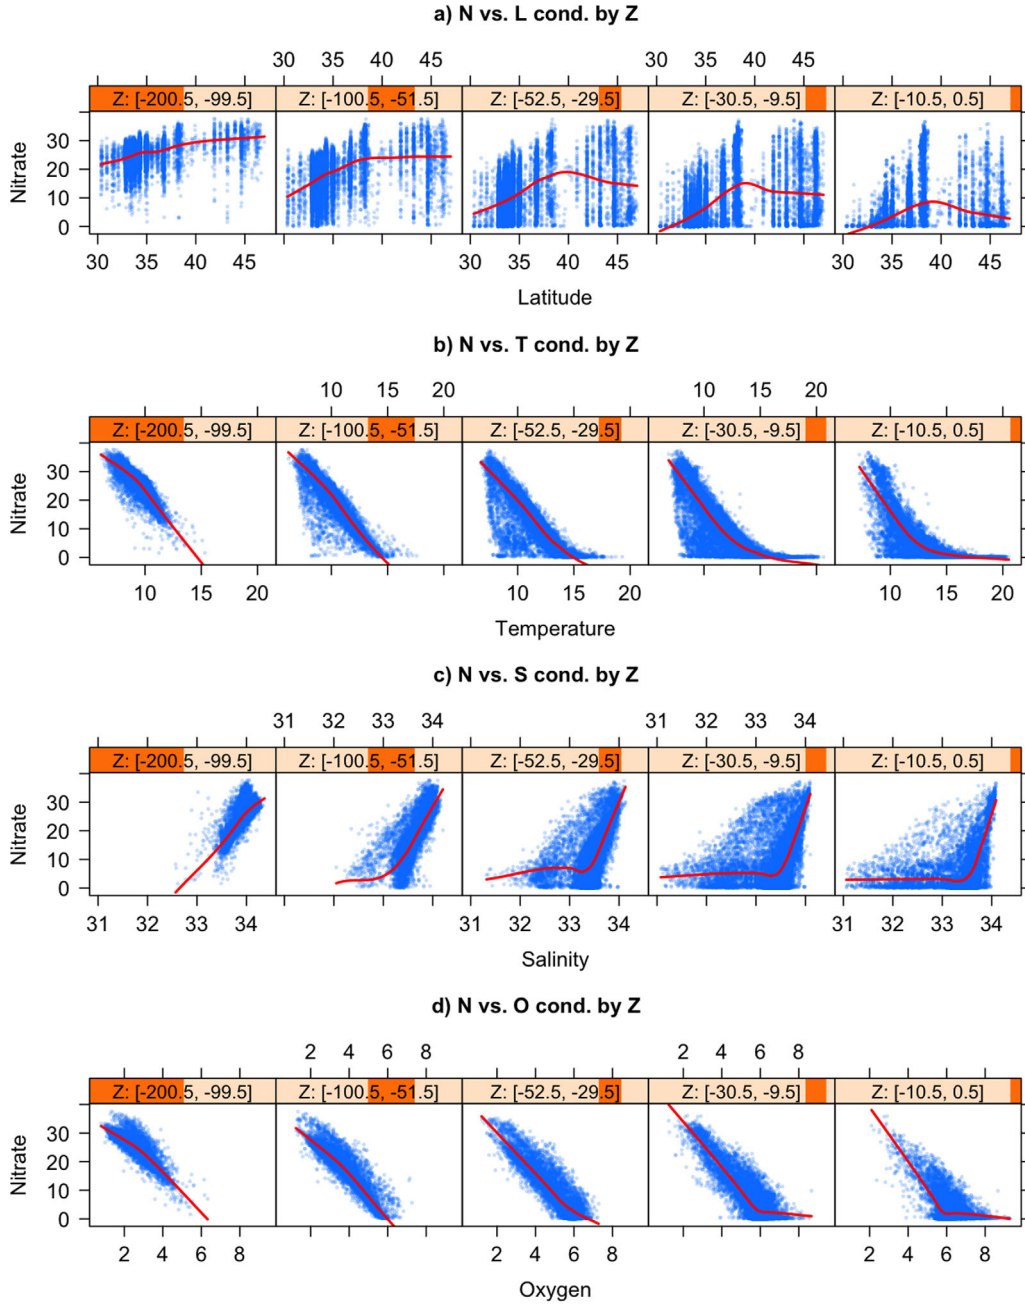 a) N vs. L cond. by Z
30 35 40 45 30 35 40 45
Z: [-200.5, -99.5] Z: [-100.5, -51.5] Z: [-52.5, -29.5] Z: [-30.5, -9.5] Z: [-10.5, 0.5]
Nitrate
30
20
10
0
30 35 40 45 30 35 40 45 30 35 40 45
Latitude
b) N vs. T cond. by Z
10 15 20 10 15 20
Z: [-200.5, -99.5] Z: [-100.5, -51.5] Z: [-52.5, -29.5] Z: [-30.5, -9.5] Z: [-10.5, 0.5]
Nitrate
30
20
10
0
10 15 20 10 15 20 10 15 20
Temperature
c) N vs. S cond. by Z
31 32 33 34 31 32 33 34
Z: [-200.5, -99.5] Z: [-100.5, -51.5] Z: [-52.5, -29.5] Z: [-30.5, -9.5] Z: [-10.5, 0.5]
Nitrate
30
20
10
0
31 32 33 34 31 32 33 34 31 32 33 34
Salinity
d) N vs. O cond. by Z
2 4 6 8 2 4 6 8
Z: [-200.5, -99.5] Z: [-100.5, -51.5] Z: [-52.5, -29.5] Z: [-30.5, -9.5] Z: [-10.5, 0.5]
Nitrate
30
20
10
0
2 4 6 8 2 4 6 8 2 4 6 8
Oxygen